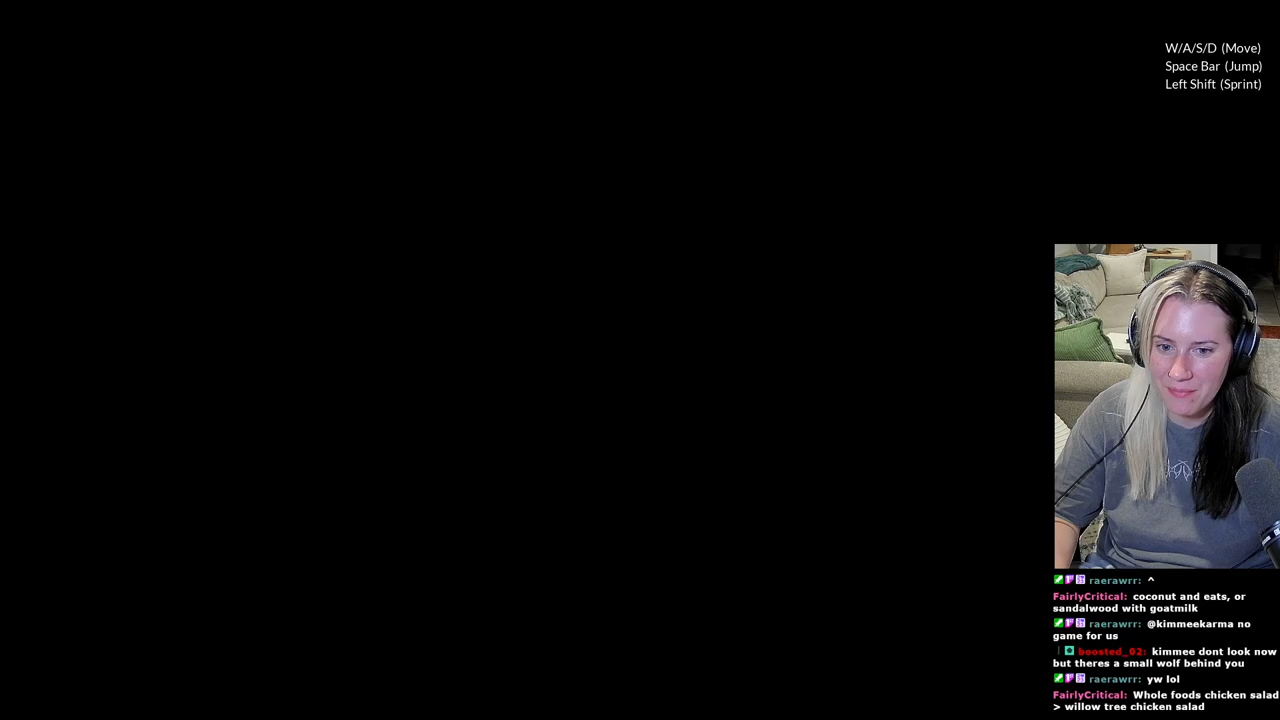 W/A/S/D (Move)
Space Bar (Jump)
Left Shift (Sprint)
raerawrr: ^
FairlyCritical: coconut and eats, or
sandalwood with goatmilk
raerawrr: @kimmeekarma no
game for us
boosted_02: kimmee dont look now
but theres a small wolf behind you
raerawrr: yw lol
FairlyCritical: Whole foods chicken salad
> willow tree chicken salad